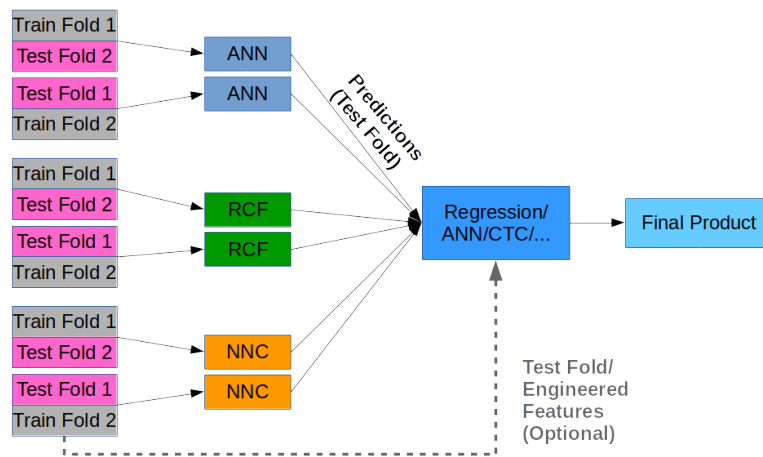 Train Fold 1
Test Fold 2
Test Fold 1
Train Fold 2
ANN
ANN
Predictions
(Test Fold)
Train Fold 1
Test Fold 2
Test Fold 1
Train Fold 2
RCF
RCF
Regression/
ANN/CTC/...
Final Product
Train Fold 1
Test Fold 2
Test Fold 1
Train Fold 2
NNC
NNC
Test Fold/
Engineered
Features
(Optional)